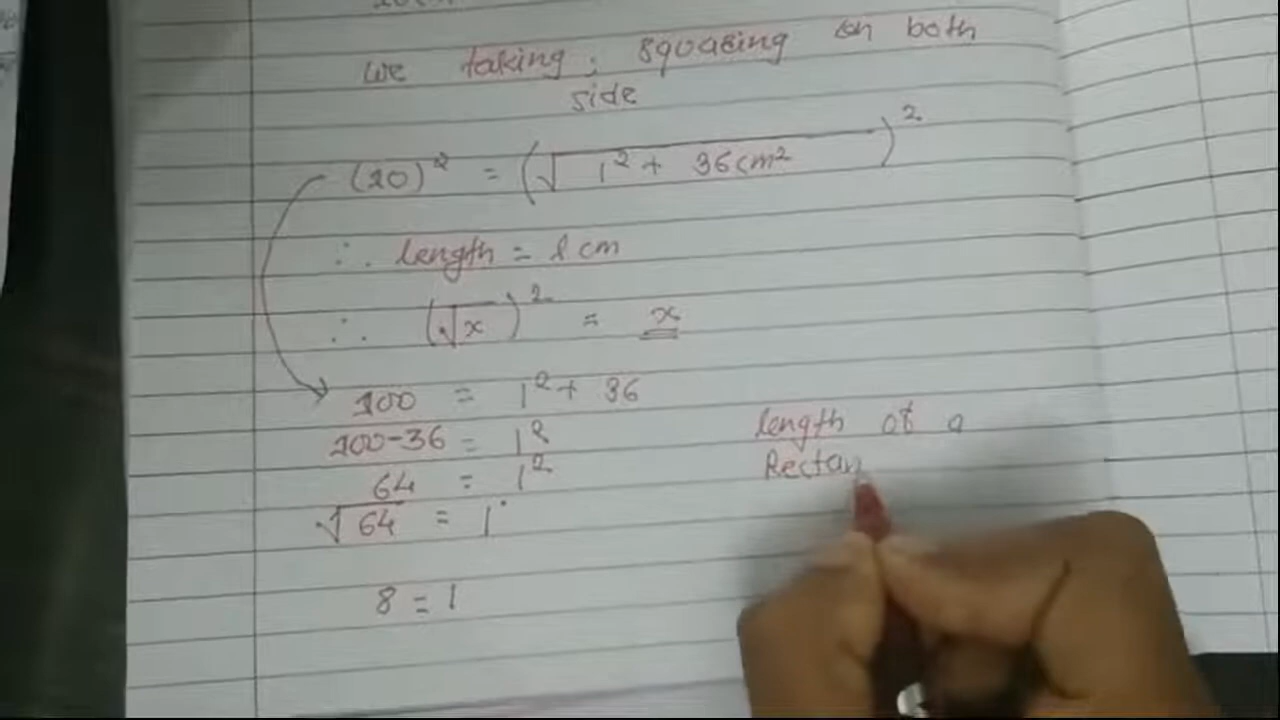 we taking, squaring on both
side
(10)² = (√l² + 36cm²)²
∴ length = l cm
∴ (√x)² = x
100 = l² + 36
100-36 = l²
64 = l²
√64 = l
8 = l
length of a
Rectan